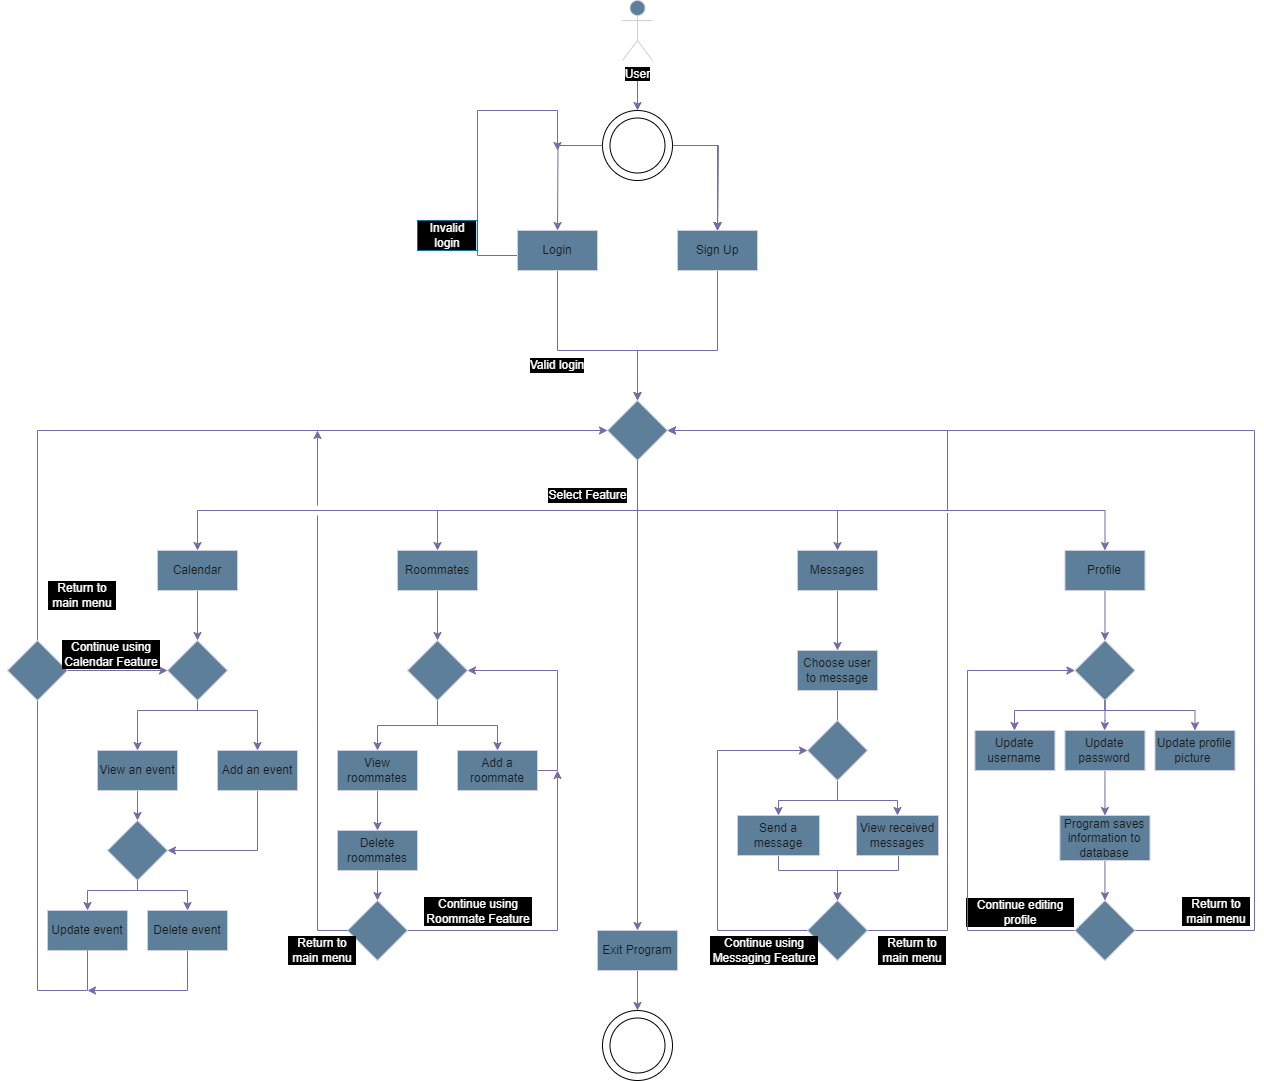 User
Invalid
login
Login
Sign Up
Valid login
Select Feature
Calendar
Roommates
Messages
Profile
Return to
main menu
Continue using
Calendar Feature
Choose user
to message
View an event
Add an event
View
roommates
Add a
roommate
Update
username
Update
password
Update profile
picture
Delete
roommates
Send a
message
View received
messages
Program saves
information to
database
Update event
Delete event
Continue using
Roommate Feature
Return to
main menu
Exit Program
Continue using
Messaging Feature
Return to
main menu
Continue editing
profile
Return to
main menu